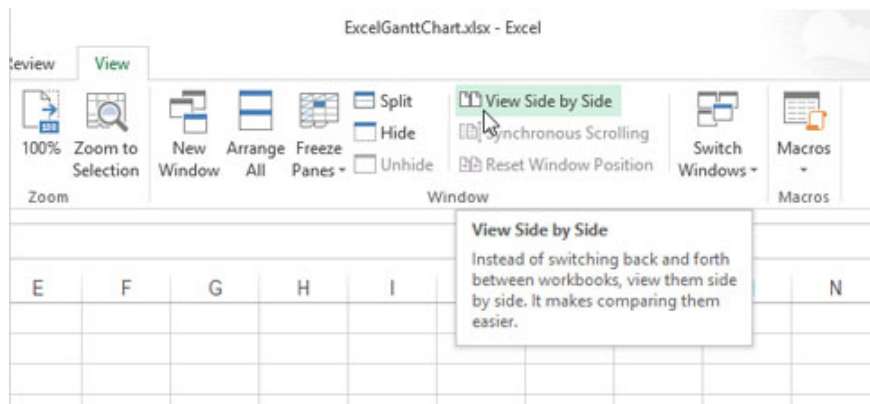 ExcelGanttChart.xlsx - Excel
eview View
100% Zoom to Selection
New Window
Arrange All
Freeze Panes
Split
Hide
Unhide
View Side by Side
Synchronous Scrolling
Reset Window Position
Switch Windows
Macros
Zoom Window Macros
View Side by Side
Instead of switching back and forth
between workbooks, view them side
by side. It makes comparing them
easier.
E F G H I N